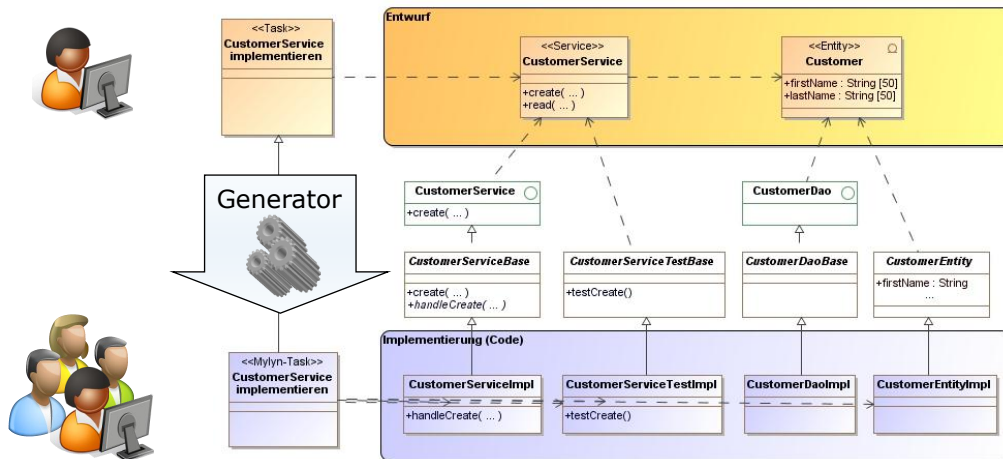 Entwurf
<<Task>>
CustomerService
implementieren
<<Service>>
CustomerService
+create( ... )
+read( ... )
<<Entity>>
Customer
+firstName : String [50]
+lastName : String [50]
Generator
CustomerService
+create( ... )
CustomerDao
CustomerServiceBase
+create( ... )
+handleCreate( ... )
CustomerServiceTestBase
+testCreate()
CustomerDaoBase
CustomerEntity
+firstName : String
...
Implementierung (Code)
<<Mylyn-Task>>
CustomerService
implementieren
CustomerServiceImpl
+handleCreate( ... )
CustomerServiceTestImpl
+testCreate()
CustomerDaoImpl
CustomerEntityImpl